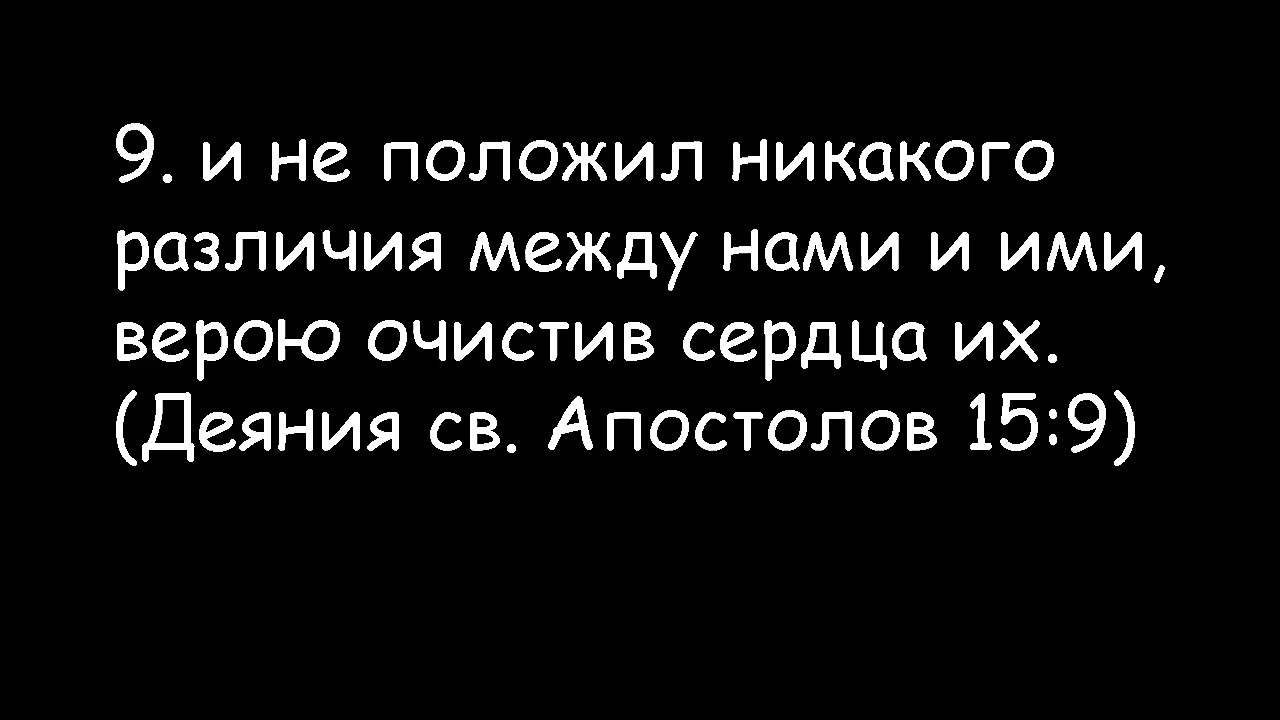 9. и не положил никакого
различия между нами и ими,
верою очистив сердца их.
(Деяния св. Апостолов 15:9)